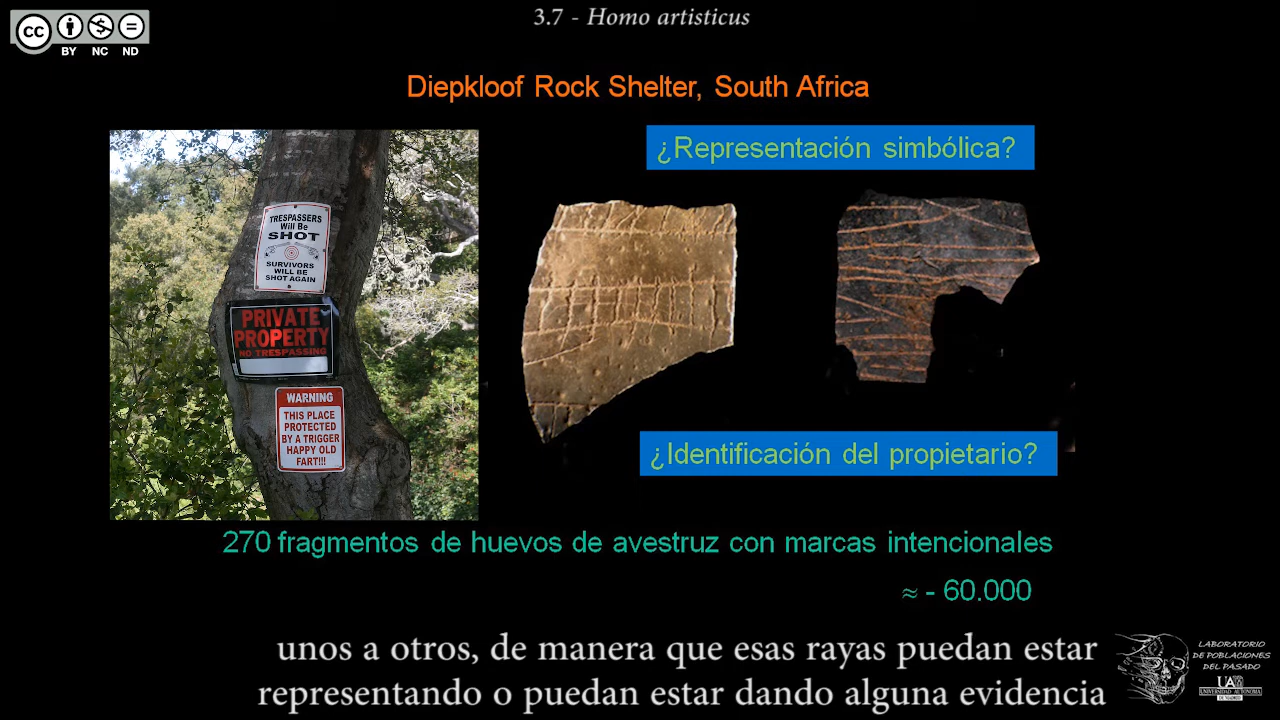 3.7 - Homo artisticus
cc
BY NC ND
Diepkloof Rock Shelter, South Africa
TRESPASSERS
Will Be
SHOT
SURVIVORS
WILL BE
SHOT AGAIN
PRIVATE
PROPERTY
NO TRESPASSING
WARNING
THIS PLACE
PROTECTED
BY A TRIGGER
HAPPY OLD
FART!!!
¿Representación simbólica?
¿Identificación del propietario?
270 fragmentos de huevos de avestruz con marcas intencionales
≈ - 60.000
unos a otros, de manera que esas rayas puedan estar
representando o puedan estar dando alguna evidencia
LABORATORIO
DE POBLACIONES
DEL PASADO
UAM
UNIVERSIDAD AUTONOMA
DE MADRID